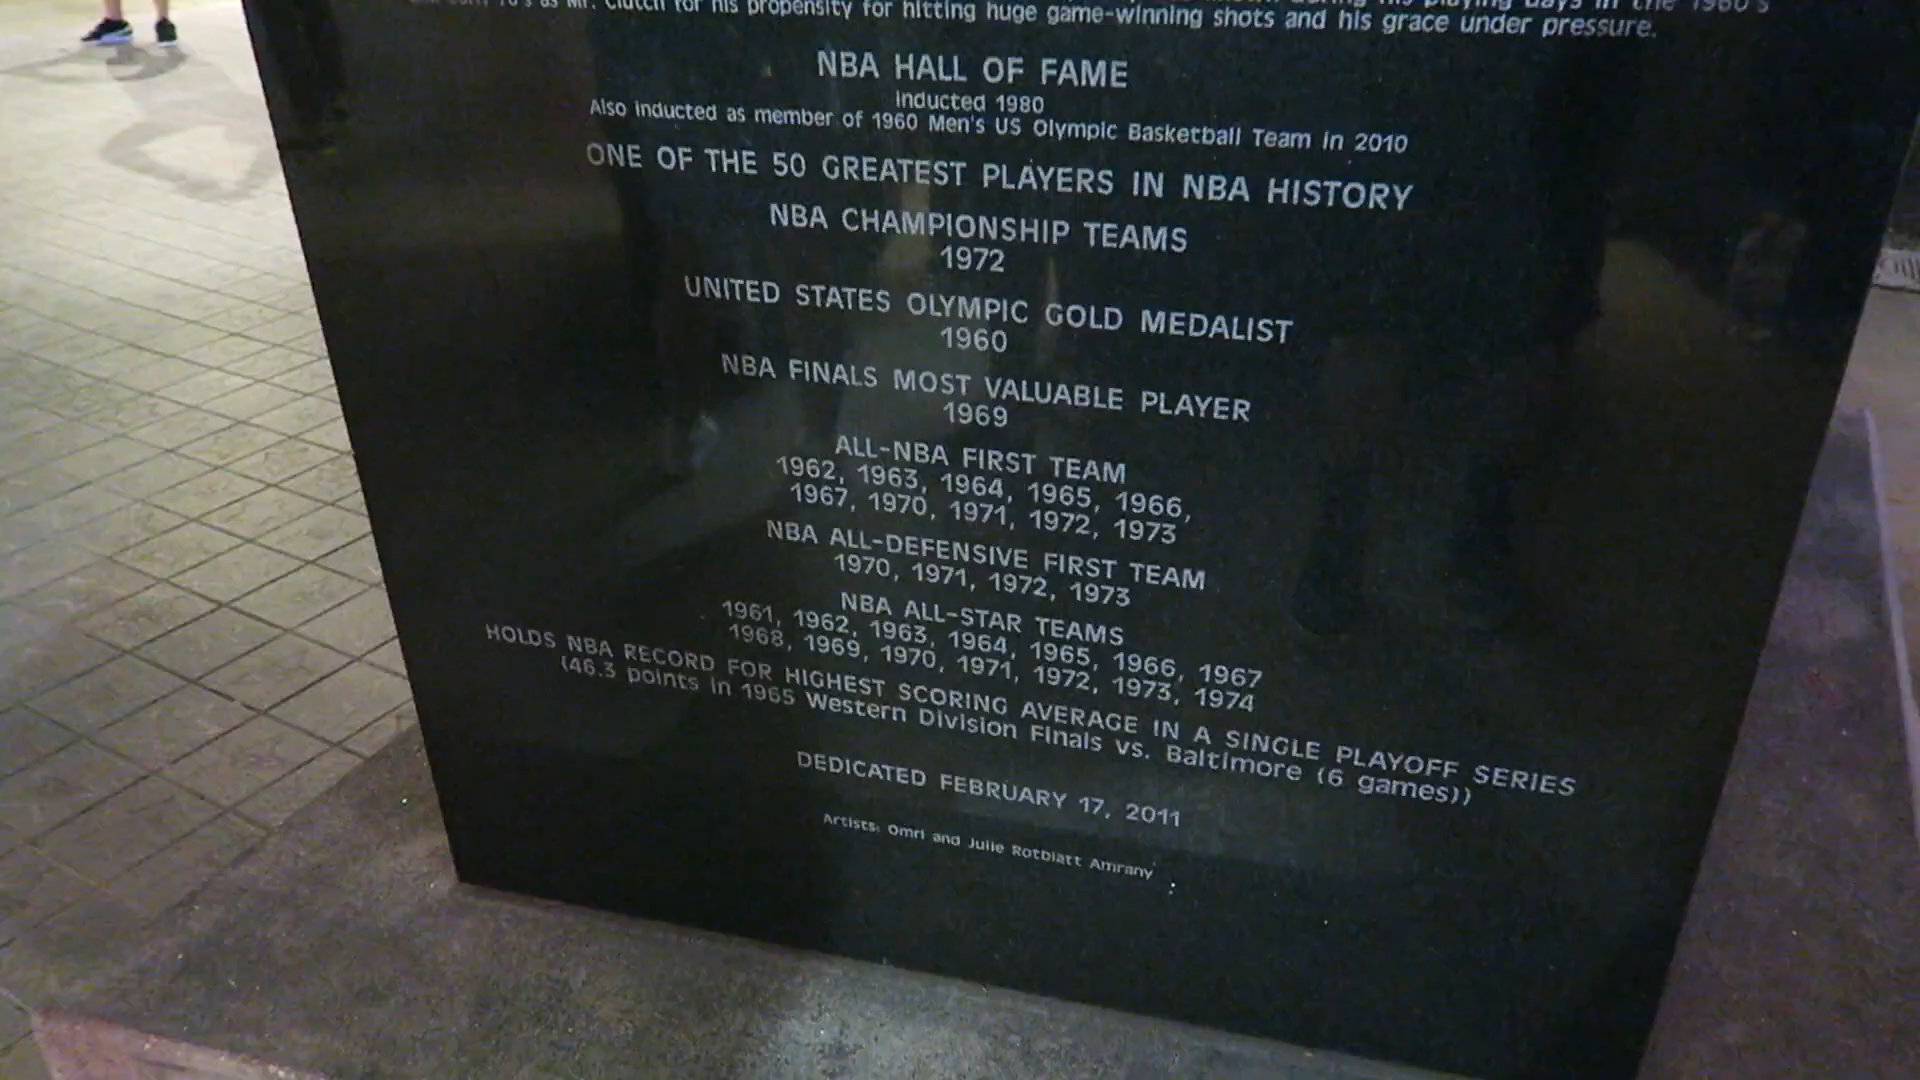 as Mr. Clutch for his propensity for hitting huge game-winning shots and his grace under pressure.
NBA HALL OF FAME
Inducted 1980
Also inducted as member of 1960 Men's US Olympic Basketball Team in 2010
ONE OF THE 50 GREATEST PLAYERS IN NBA HISTORY
NBA CHAMPIONSHIP TEAMS
1972
UNITED STATES OLYMPIC GOLD MEDALIST
1960
NBA FINALS MOST VALUABLE PLAYER
1969
ALL-NBA FIRST TEAM
1962, 1963, 1964, 1965, 1966,
1967, 1970, 1971, 1972, 1973
NBA ALL-DEFENSIVE FIRST TEAM
1970, 1971, 1972, 1973
NBA ALL-STAR TEAMS
1961, 1962, 1963, 1964, 1965, 1966, 1967
1968, 1969, 1970, 1971, 1972, 1973, 1974
HOLDS NBA RECORD FOR HIGHEST SCORING AVERAGE IN A SINGLE PLAYOFF SERIES
(46.3 points in 1965 Western Division Finals vs. Baltimore (6 games))
DEDICATED FEBRUARY 17, 2011
Artists: Omri and Julie Rotblatt Amrany